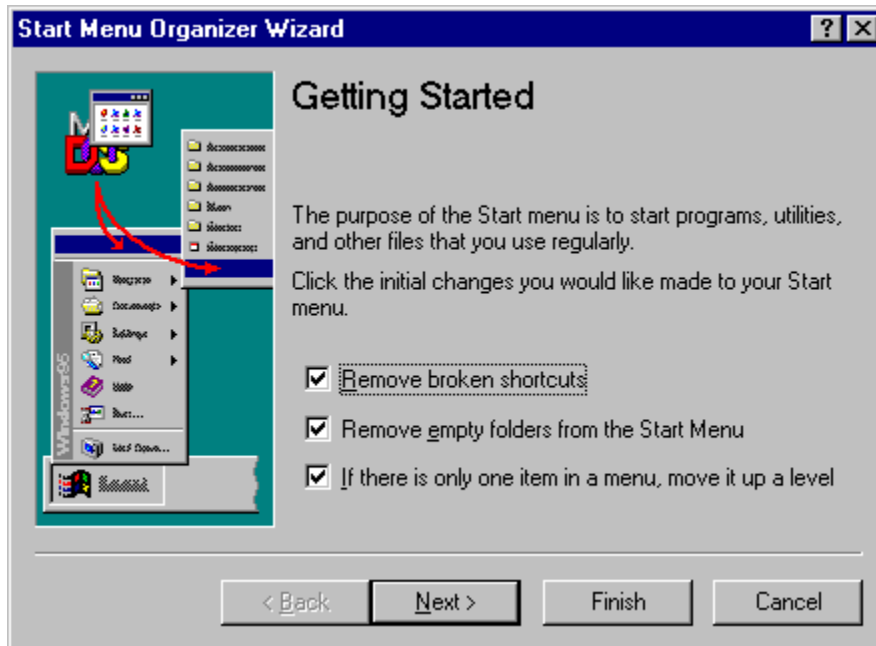 Start Menu Organizer Wizard
Getting Started
The purpose of the Start menu is to start programs, utilities,
and other files that you use regularly.
Click the initial changes you would like made to your Start
menu.
Remove broken shortcuts
Remove empty folders from the Start Menu
If there is only one item in a menu, move it up a level
Windows95
< Back
Next >
Finish
Cancel